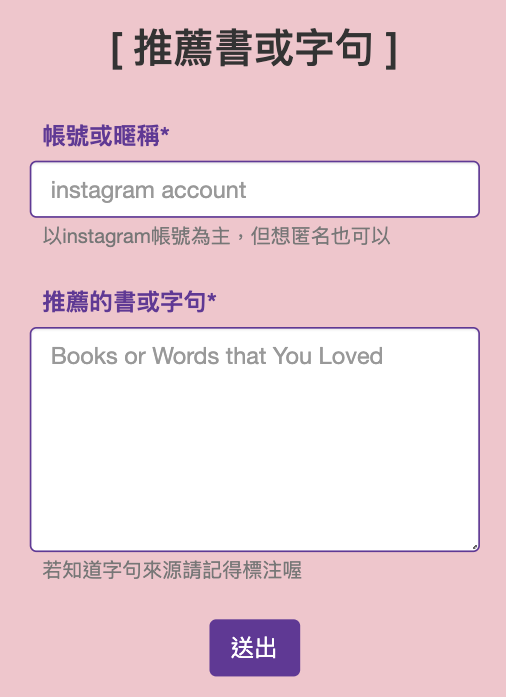 [ 推薦書或字句 ]
帳號或暱稱*
instagram account
以instagram帳號為主，但想匿名也可以
推薦的書或字句*
Books or Words that You Loved
若知道字句來源請記得標注喔
送出